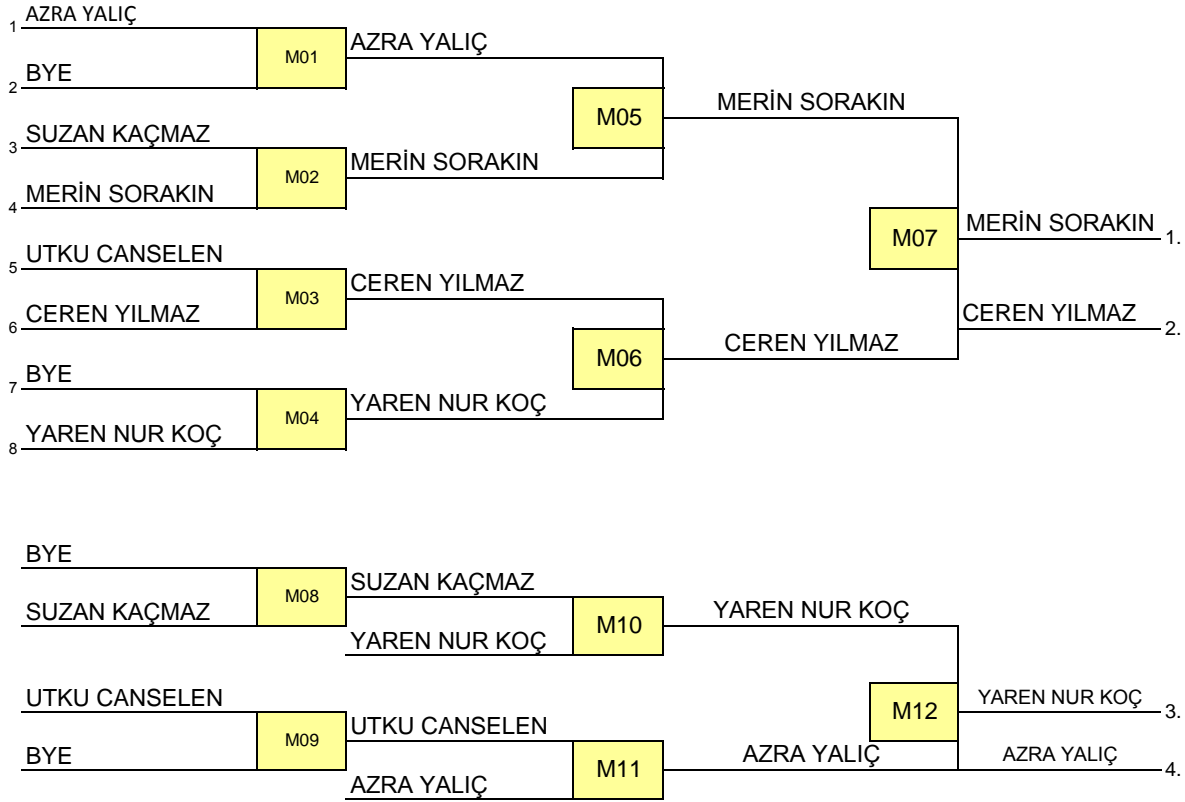 1 AZRA YALIÇ
M01
AZRA YALIÇ
2 BYE
M05
MERİN SORAKIN
3 SUZAN KAÇMAZ
M02
MERİN SORAKIN
4 MERİN SORAKIN
M07
MERİN SORAKIN 1.
5 UTKU CANSELEN
M03
CEREN YILMAZ
6 CEREN YILMAZ
CEREN YILMAZ 2.
M06
CEREN YILMAZ
7 BYE
M04
YAREN NUR KOÇ
8 YAREN NUR KOÇ
BYE
M08
SUZAN KAÇMAZ
SUZAN KAÇMAZ
M10
YAREN NUR KOÇ
YAREN NUR KOÇ
UTKU CANSELEN
M12
YAREN NUR KOÇ 3.
M09
UTKU CANSELEN
BYE
M11
AZRA YALIÇ
AZRA YALIÇ 4.
AZRA YALIÇ